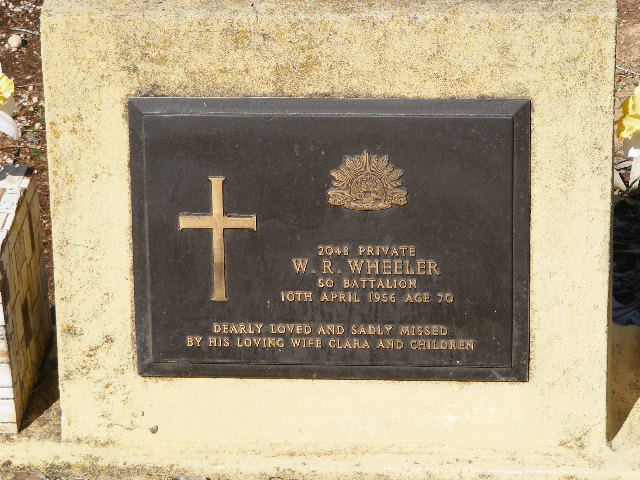 2048 PRIVATE
W. R. WHEELER
50 BATTALION
10TH APRIL 1956 AGE 70
DEARLY LOVED AND SADLY MISSED
BY HIS LOVING WIFE CLARA AND CHILDREN